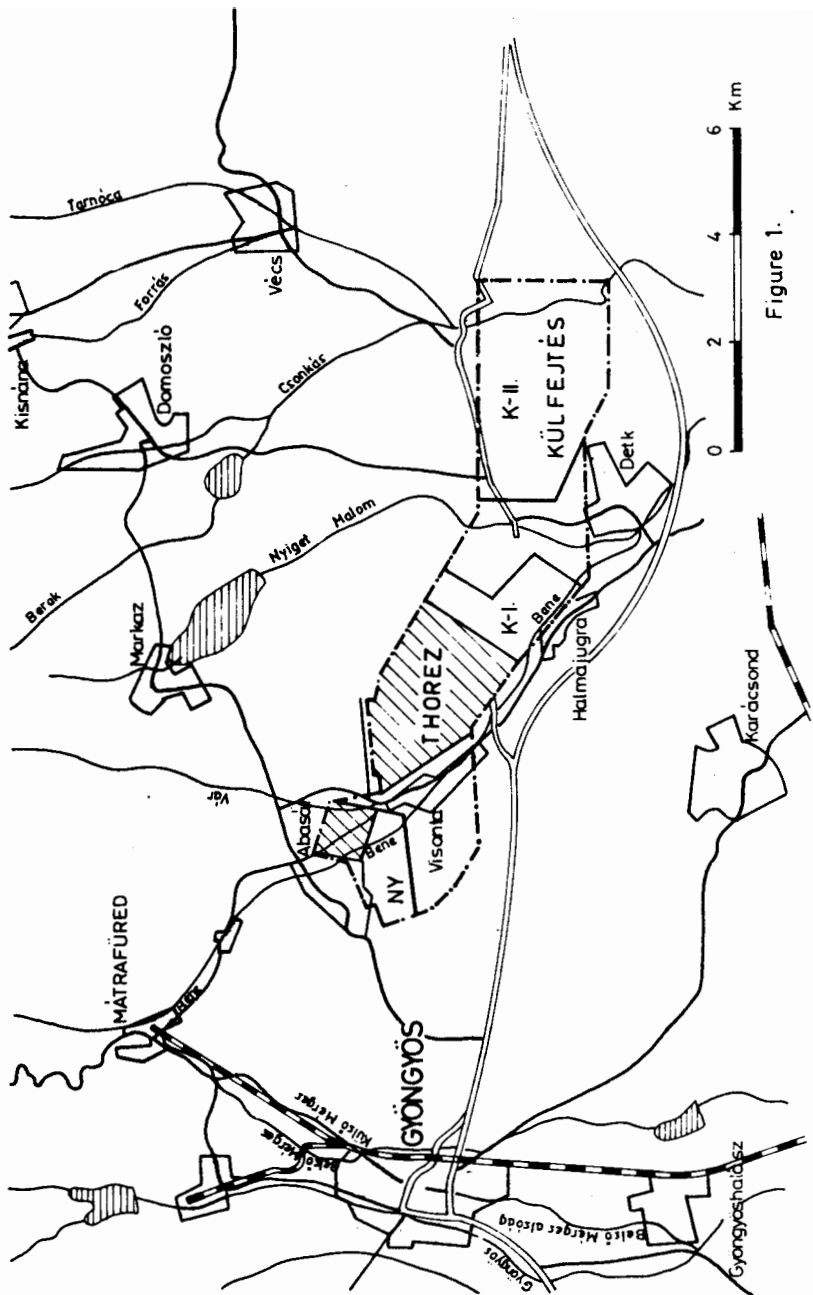 Kisnána
Tarnóca
Forrás
Domoszló
Vécs
Csonkás
Berek
Nyiget
Malom
Markaz
Vár
MÁTRAFÜRED
Bene
Abasár
Bene
NY
Visonta
THOREZ
K-I.
K-II.
KÜLFEJTÉS
Detk
Bene
Halmajugra
Karácsond
GYÖNGYÖS
Külső Mérges
Belső Mérges
Belső Mérges alsóág
Gyöngyös
Gyöngyöshalász
0 2 4 6 Km
Figure 1.